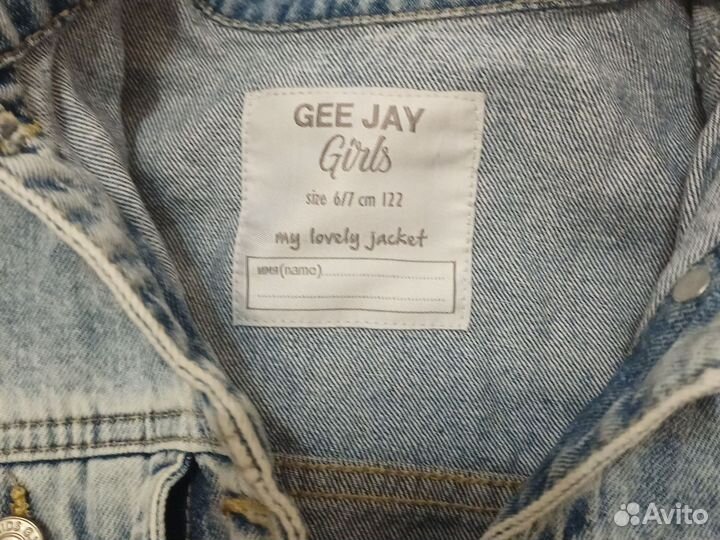 GEE JAY
Girls
size 6/7 cm 122
my lovely jacket
имя(name)
Avito